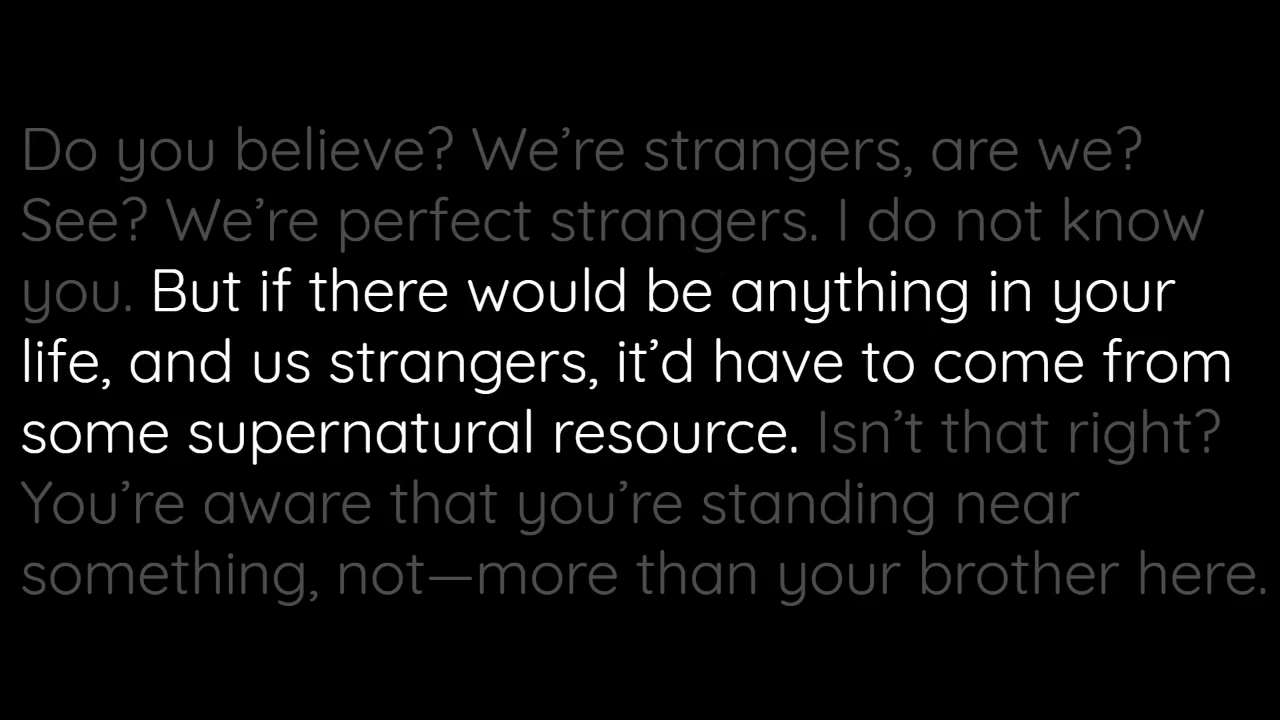 Do you believe? We’re strangers, are we?
See? We’re perfect strangers. I do not know
you. But if there would be anything in your
life, and us strangers, it’d have to come from
some supernatural resource. Isn’t that right?
You’re aware that you’re standing near
something, not—more than your brother here.